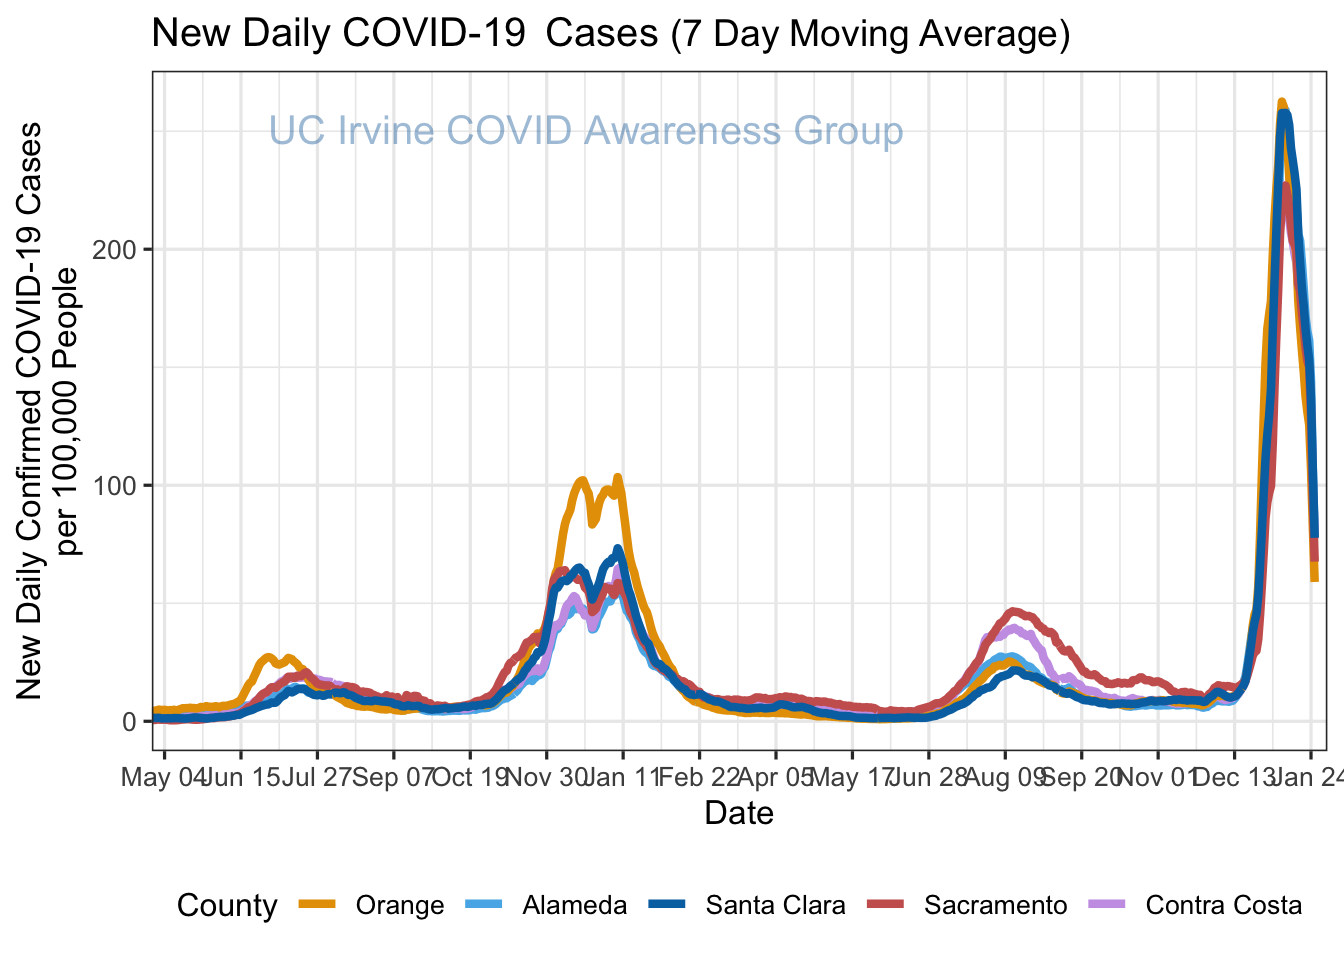 New Daily COVID-19 Cases (7 Day Moving Average)
UC Irvine COVID Awareness Group
New Daily Confirmed COVID-19 Cases
per 100,000 People
200
100
0
May 04 Jun 15 Jul 27 Sep 07 Oct 19 Nov 30 Jan 11 Feb 22 Apr 05 May 17 Jun 28 Aug 09 Sep 20 Nov 01 Dec 13 Jan 24
Date
County Orange Alameda Santa Clara Sacramento Contra Costa